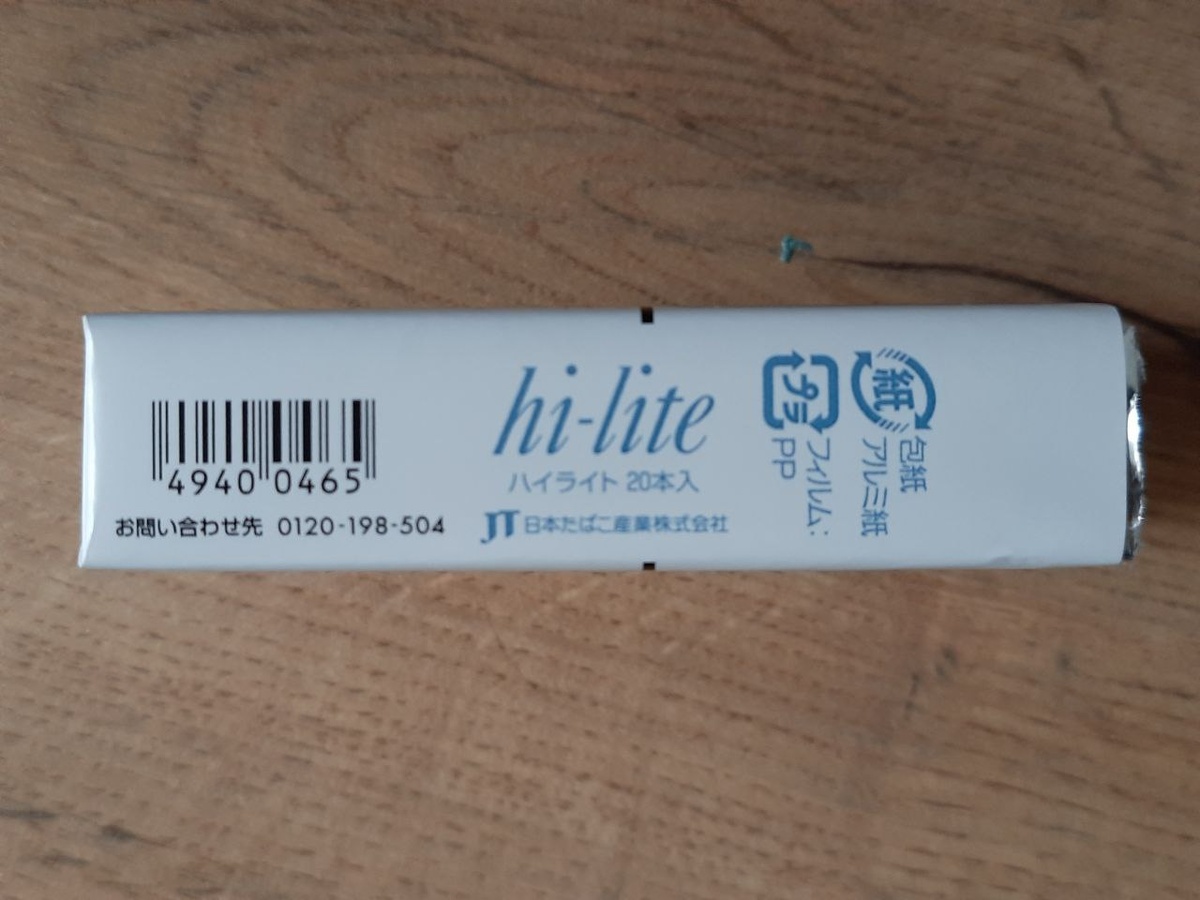 4940 0465
お問い合わせ先 0120-198-504
hi-lite
ハイライト 20本入
JT 日本たばこ産業株式会社
プラ
フィルム:
PP
紙
包紙
アルミ紙